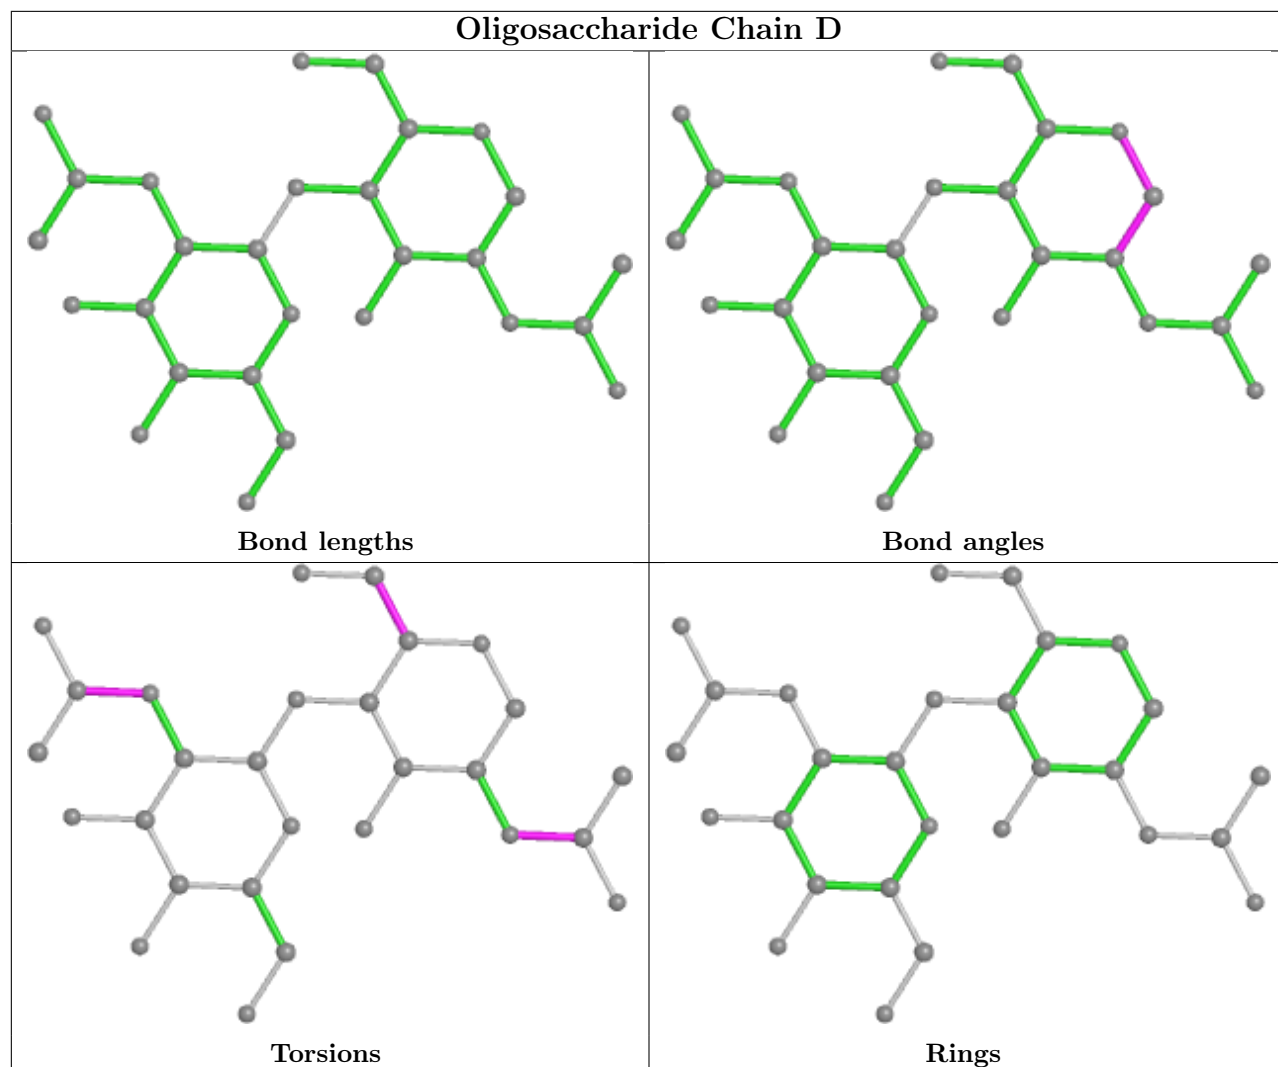 Oligosaccharide Chain D
Bond lengths
Bond angles
Torsions
Rings